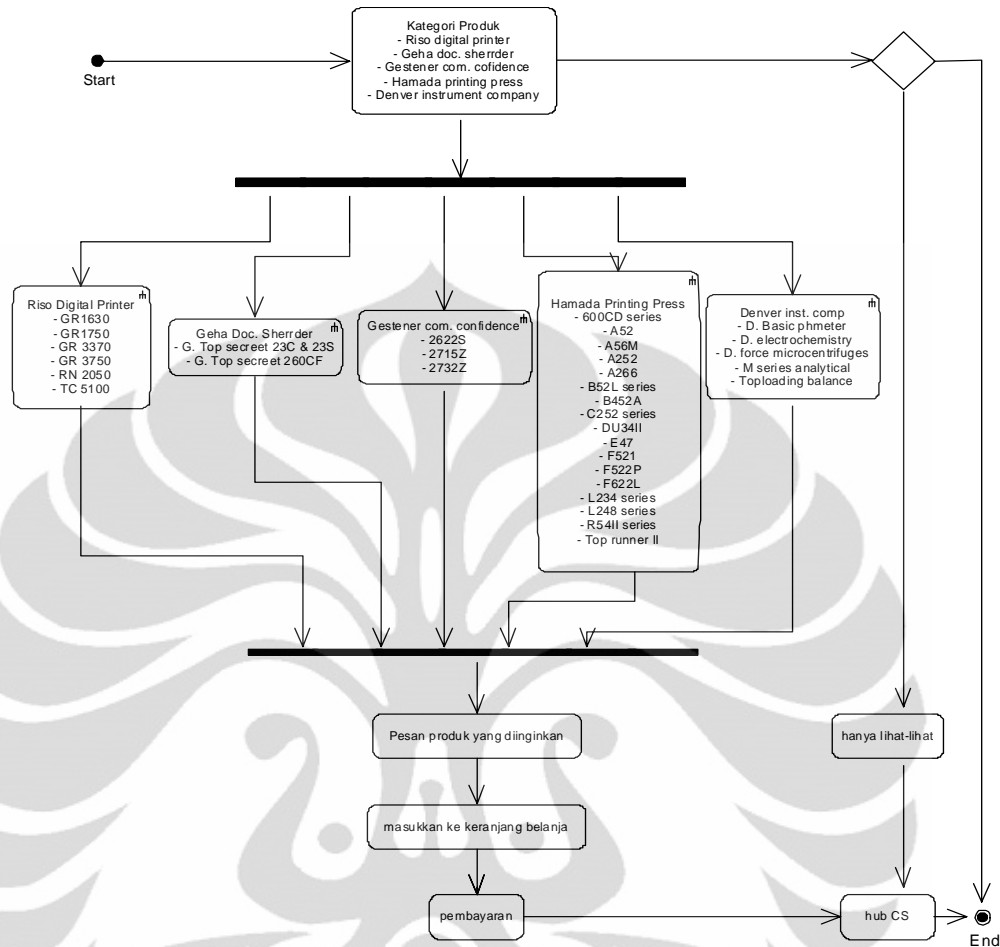 Kategori Produk
- Riso digital printer
- Geha doc. sherrder
- Gestener com. cofidence
- Hamada printing press
- Denver instrument company
Start
Riso Digital Printer
- GR1630
- GR1750
- GR 3370
- GR 3750
- RN 2050
- TC 5100
Geha Doc. Sherrder
- G. Top secreet 23C & 23S
- G. Top secreet 260CF
Gestener com. confidence
- 2622S
- 2715Z
- 2732Z
Hamada Printing Press
- 600CD series
- A52
- A56M
- A252
- A266
- B52L series
- B452A
- C252 series
- DU34II
- E47
- F521
- F522P
- F622L
- L234 series
- L248 series
- R54II series
- Top runner II
Denver inst. comp
- D. Basic phmeter
- D. electrochemistry
- D. force microcentrifuges
- M series analytical
- Toploading balance
Pesan produk yang diinginkan
hanya lihat-lihat
masukkan ke keranjang belanja
pembayaran
hub CS
End